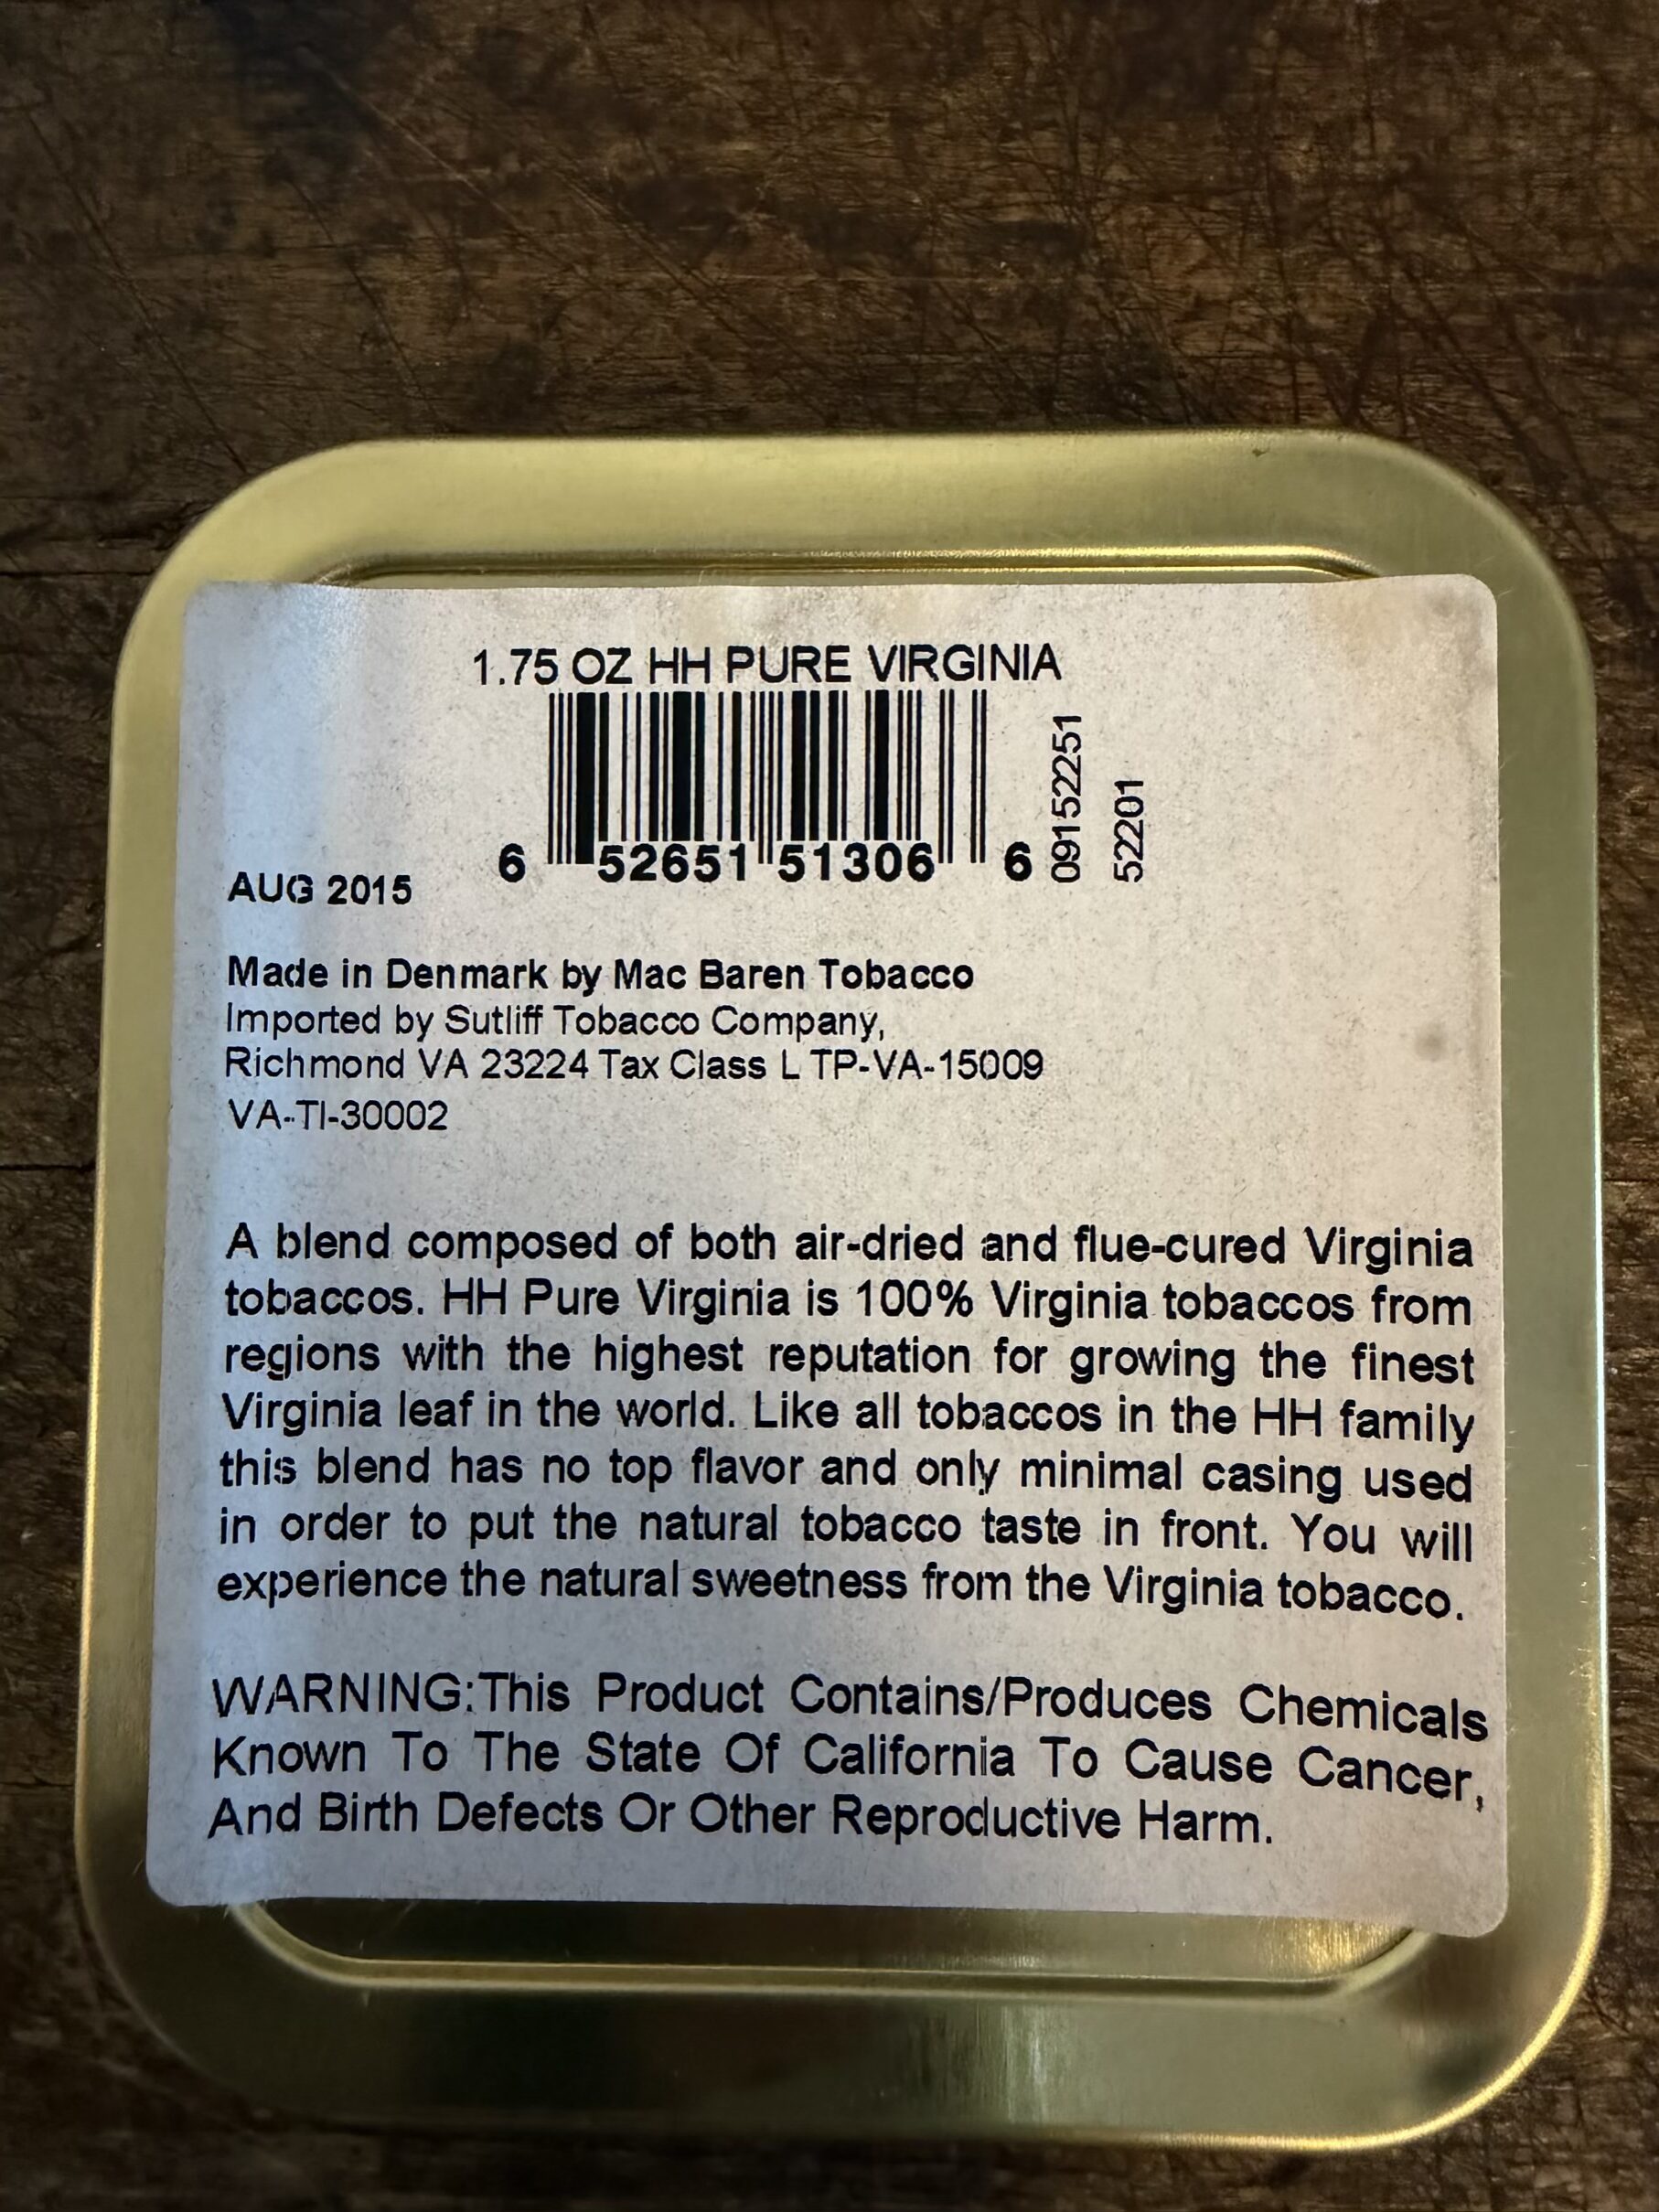 1.75 OZ HH PURE VIRGINIA
6 52651 51306 6
09152251
52201
AUG 2015
Made in Denmark by Mac Baren Tobacco
Imported by Sutliff Tobacco Company,
Richmond VA 23224 Tax Class L TP-VA-15009
VA-TI-30002
A blend composed of both air-dried and flue-cured Virginia
tobaccos. HH Pure Virginia is 100% Virginia tobaccos from
regions with the highest reputation for growing the finest
Virginia leaf in the world. Like all tobaccos in the HH family
this blend has no top flavor and only minimal casing used
in order to put the natural tobacco taste in front. You will
experience the natural sweetness from the Virginia tobacco.
WARNING:This Product Contains/Produces Chemicals
Known To The State Of California To Cause Cancer,
And Birth Defects Or Other Reproductive Harm.